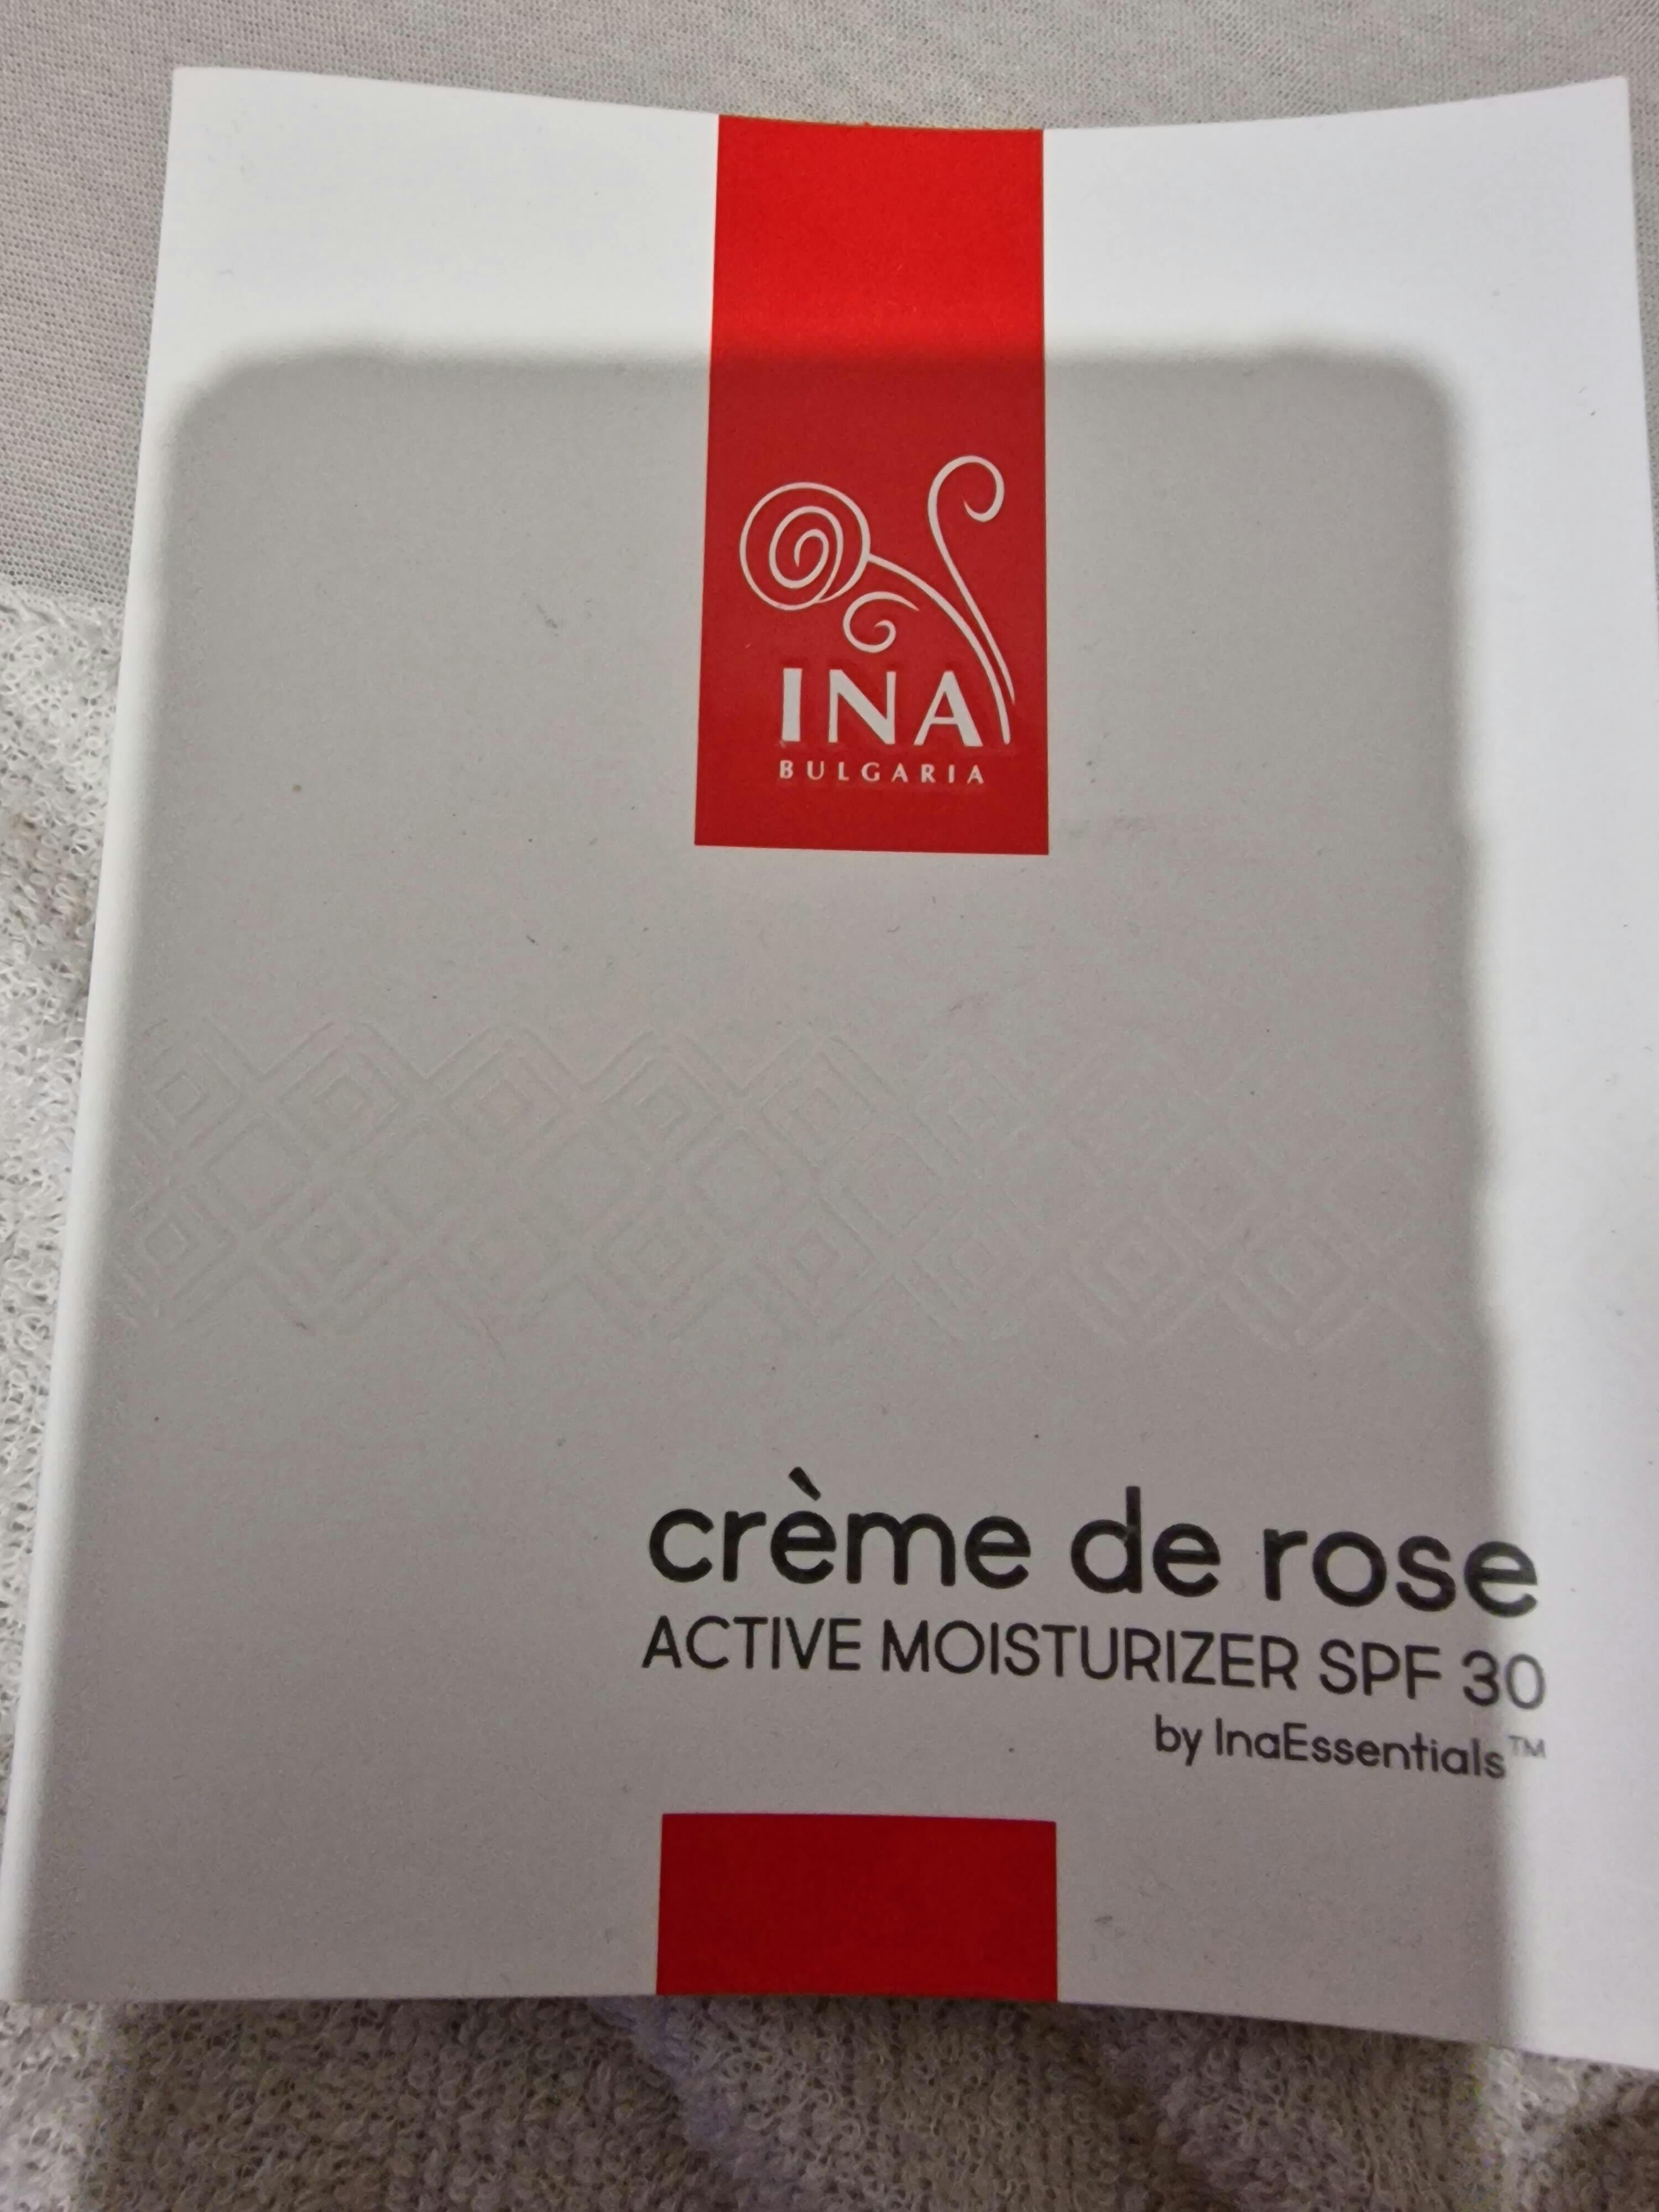 INA
BULGARIA
crème de rose
ACTIVE MOISTURIZER SPF 30
by InaEssentials™